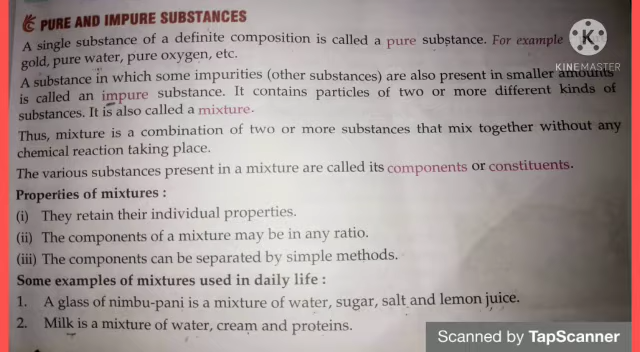 PURE AND IMPURE SUBSTANCES
A single substance of a definite composition is called a pure substance. For example
gold, pure water, pure oxygen, etc.
A substance in which some impurities (other substances) are also present in smaller amounts
is called an impure substance. It contains particles of two or more different kinds of
substances. It is also called a mixture.
Thus, mixture is a combination of two or more substances that mix together without any
chemical reaction taking place.
The various substances present in a mixture are called its components or constituents.
Properties of mixtures :
(i) They retain their individual properties.
(ii) The components of a mixture may be in any ratio.
(iii) The components can be separated by simple methods.
Some examples of mixtures used in daily life :
1. A glass of nimbu-pani is a mixture of water, sugar, salt and lemon juice.
2. Milk is a mixture of water, cream and proteins.
K
KINEMASTER
Scanned by TapScanner